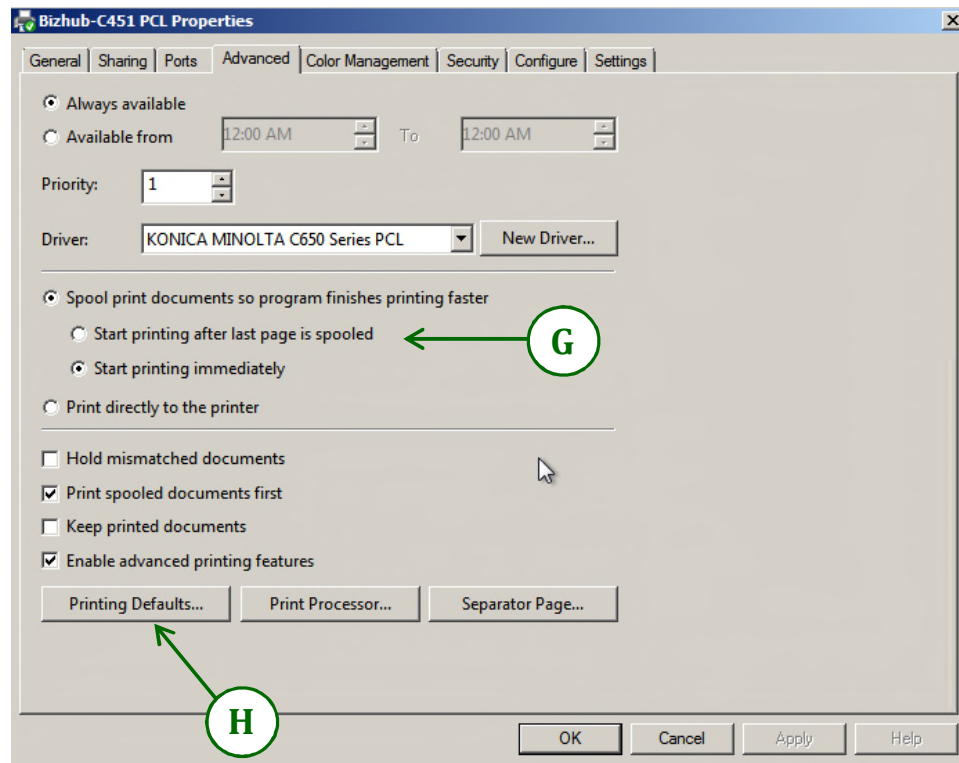 Bizhub-C451 PCL Properties
General Sharing Ports Advanced Color Management Security Configure Settings
Always available
Available from 12:00 AM To 12:00 AM
Priority: 1
Driver: KONICA MINOLTA C650 Series PCL New Driver...
Spool print documents so program finishes printing faster
Start printing after last page is spooled
G
Start printing immediately
Print directly to the printer
Hold mismatched documents
Print spooled documents first
Keep printed documents
Enable advanced printing features
Printing Defaults... Print Processor... Separator Page...
H
OK Cancel Apply Help